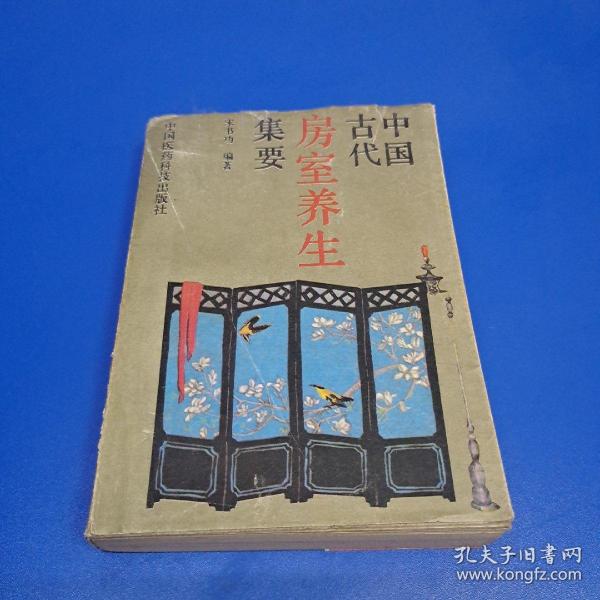 中国
古代
房室养生
集要
宋书功 编著
中国医药科技出版社
孔夫子旧书网
www.kongfz.com